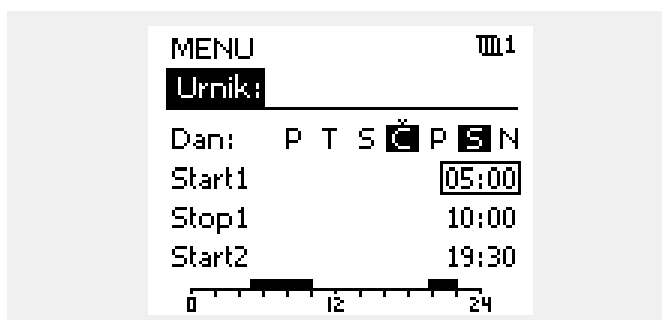 MENU 1
Urnik:
Dan: P T S Č P S N
Start1 05:00
Stop1 10:00
Start2 19:30
0 12 24